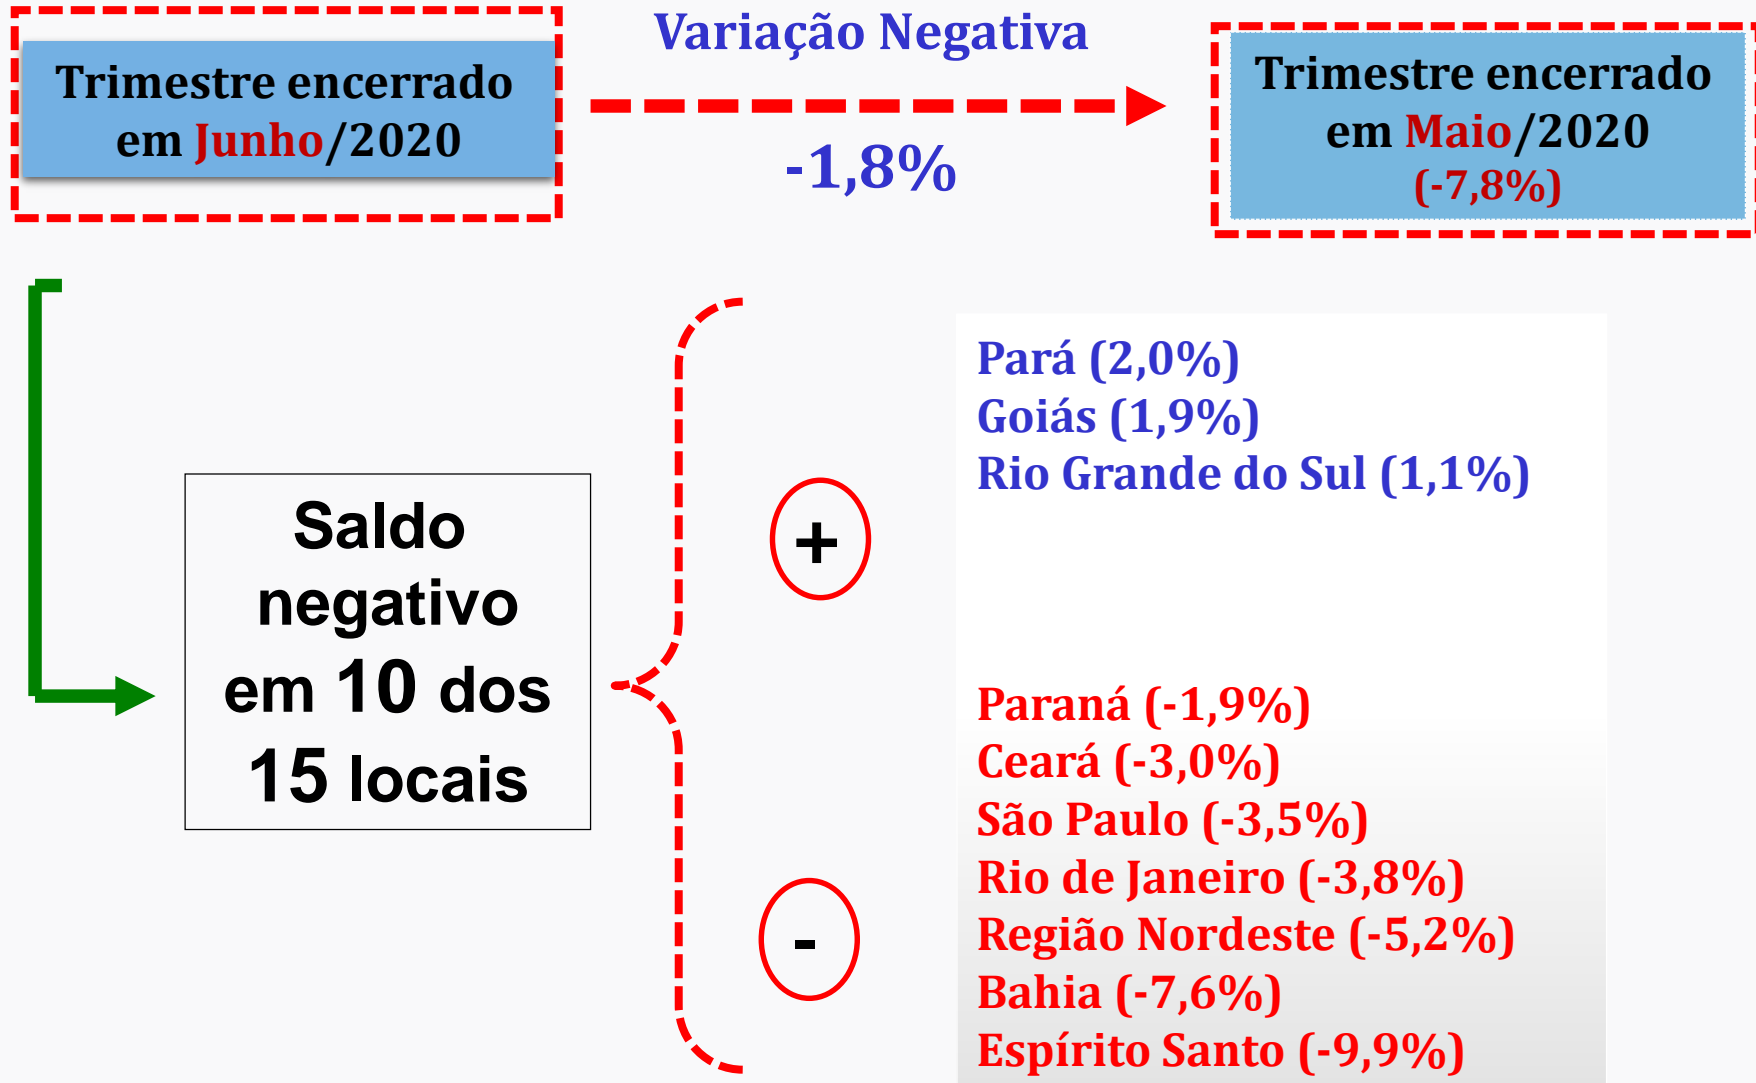 Trimestre encerrado
em Junho/2020
Variação Negativa
-1,8%
Trimestre encerrado
em Maio/2020
(-7,8%)
Saldo
negativo
em 10 dos
15 locais
+
Pará (2,0%)
Goiás (1,9%)
Rio Grande do Sul (1,1%)
-
Paraná (-1,9%)
Ceará (-3,0%)
São Paulo (-3,5%)
Rio de Janeiro (-3,8%)
Região Nordeste (-5,2%)
Bahia (-7,6%)
Espírito Santo (-9,9%)